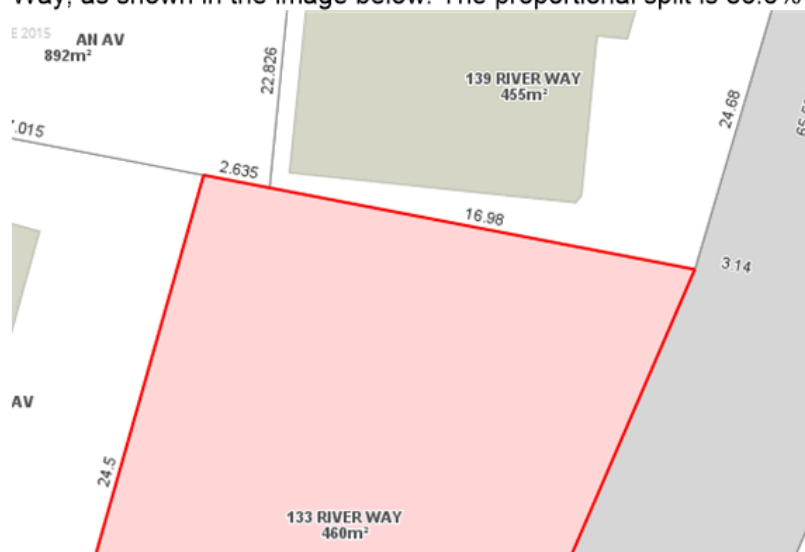 Way, as shown in the image below. The proportional split is
E 2015
AN AV
892m²
22.826
139 RIVER WAY
455m²
24.68
.015
2.635
16.98
3.14
AV
24.5
133 RIVER WAY
460m²